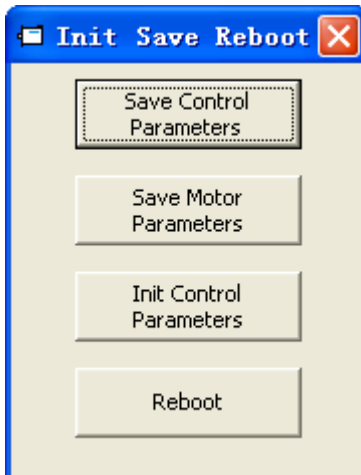 Init Save Reboot
Save Control
Parameters
Save Motor
Parameters
Init Control
Parameters
Reboot